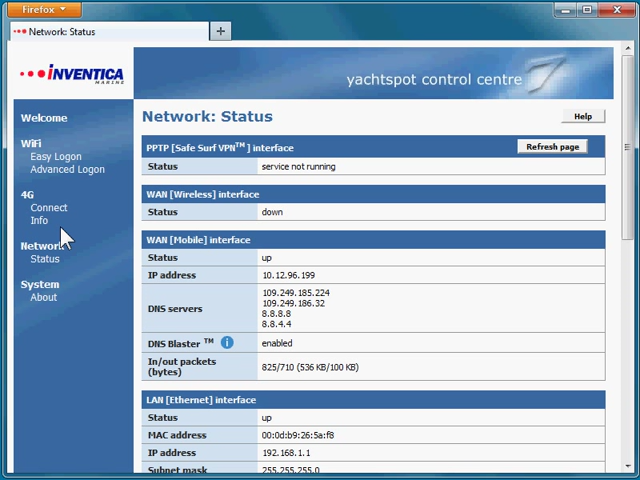 Firefox
Network: Status
iNVENTICA
MARINE
yachtspot control centre
Welcome
WiFi
Easy Logon
Advanced Logon
4G
Connect
Info
Network
Status
System
About
Network: Status
Help
PPTP [Safe Surf VPN™] interface
Refresh page
Status service not running
WAN [Wireless] interface
Status down
WAN [Mobile] interface
Status up
IP address 10.12.96.199
DNS servers 109.249.185.224
109.249.186.32
8.8.8.8
8.8.4.4
DNS Blaster ™ i enabled
In/out packets (bytes) 825/710 (536 KB/100 KB)
LAN [Ethernet] interface
Status up
MAC address 00:0d:b9:26:5a:f8
IP address 192.168.1.1
Subnet mask 255.255.255.0